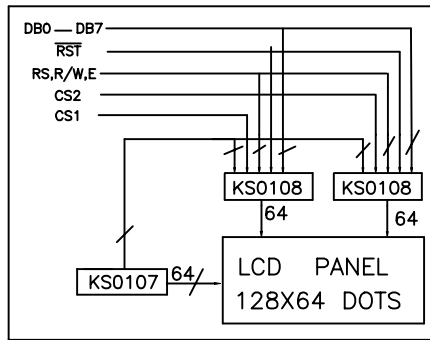 DB0 — DB7
RST
RS,R/W,E
CS2
CS1
KS0108 KS0108
64 64
KS0107 64
LCD PANEL
128X64 DOTS